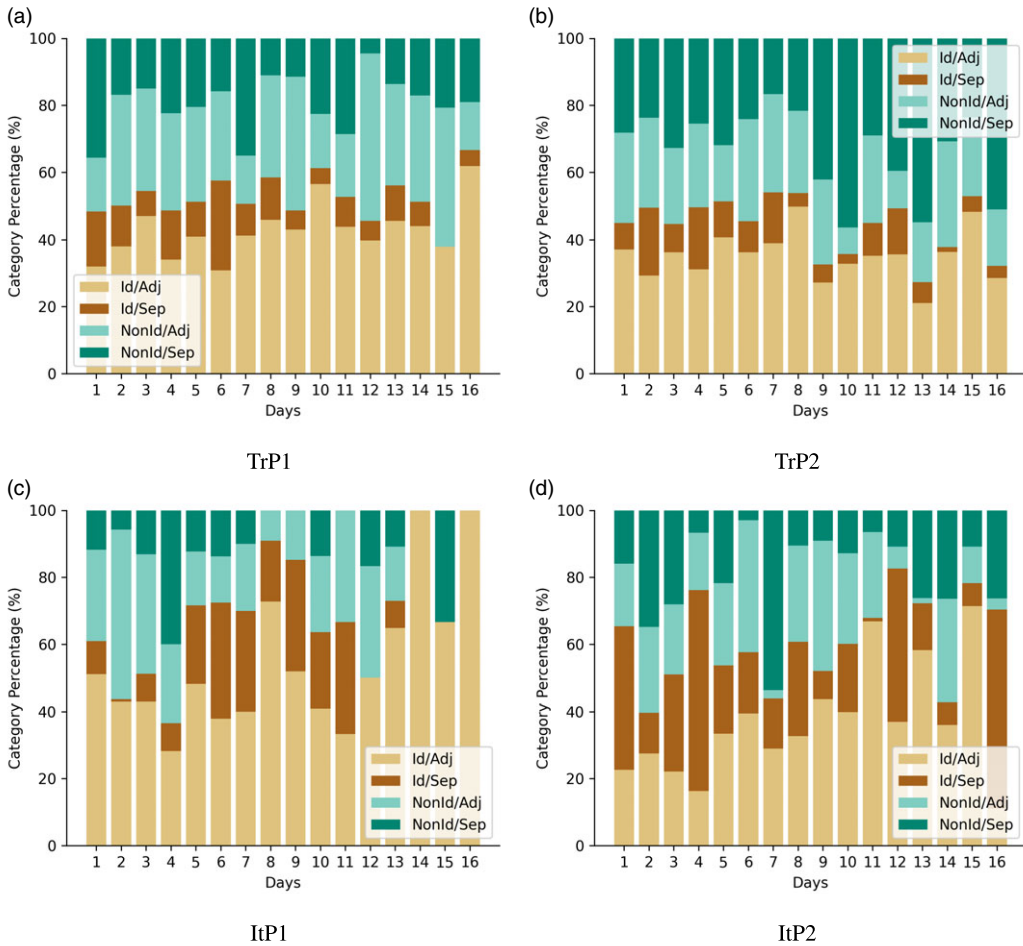 (a)
Category Percentage (%)
100
80
60
40
20
0
Id/Adj
Id/Sep
NonId/Adj
NonId/Sep
1 2 3 4 5 6 7 8 9 10 11 12 13 14 15 16
Days
TrP1
(b)
Category Percentage (%)
100
80
60
40
20
0
Id/Adj
Id/Sep
NonId/Adj
NonId/Sep
1 2 3 4 5 6 7 8 9 10 11 12 13 14 15 16
Days
TrP2
(c)
Category Percentage (%)
100
80
60
40
20
0
Id/Adj
Id/Sep
NonId/Adj
NonId/Sep
1 2 3 4 5 6 7 8 9 10 11 12 13 14 15 16
Days
ItP1
(d)
Category Percentage (%)
100
80
60
40
20
0
Id/Adj
Id/Sep
NonId/Adj
NonId/Sep
1 2 3 4 5 6 7 8 9 10 11 12 13 14 15 16
Days
ItP2